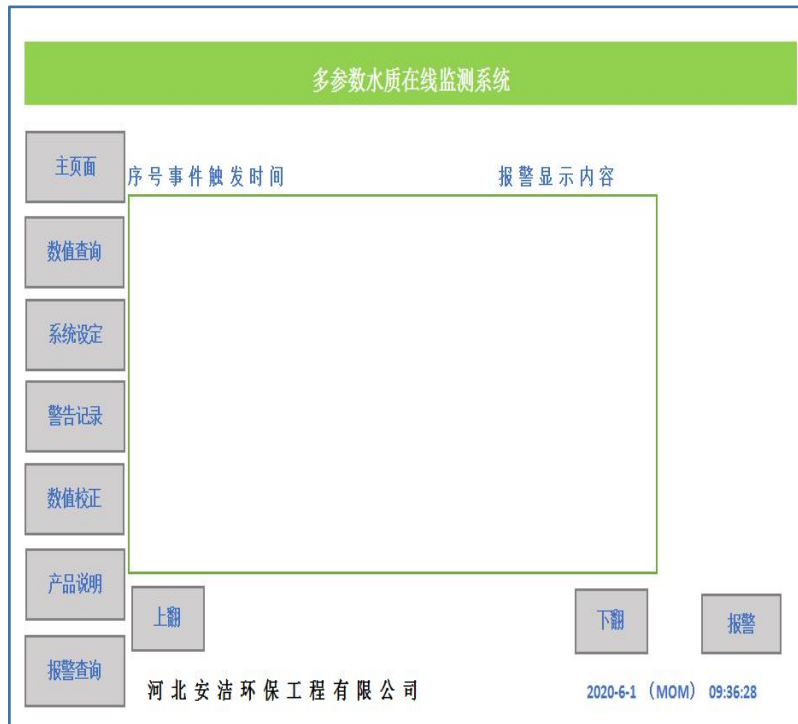 多参数水质在线监测系统
主页面
序号事件触发时间 报警显示内容
数值查询
系统设定
警告记录
数值校正
产品说明
上翻 下翻 报警
报警查询
河北安洁环保工程有限公司 2020-6-1 （MOM） 09:36:28